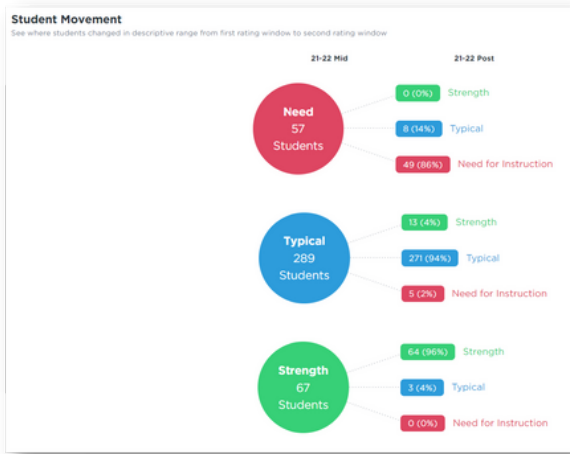 Student Movement
See where students changed in descriptive range from first rating window to second rating window
21-22 Mid 21-22 Post
Need
57
Students
0 (0%) Strength
8 (14%) Typical
49 (86%) Need for Instruction
Typical
289
Students
13 (4%) Strength
271 (94%) Typical
5 (2%) Need for Instruction
Strength
67
Students
64 (96%) Strength
3 (4%) Typical
0 (0%) Need for Instruction